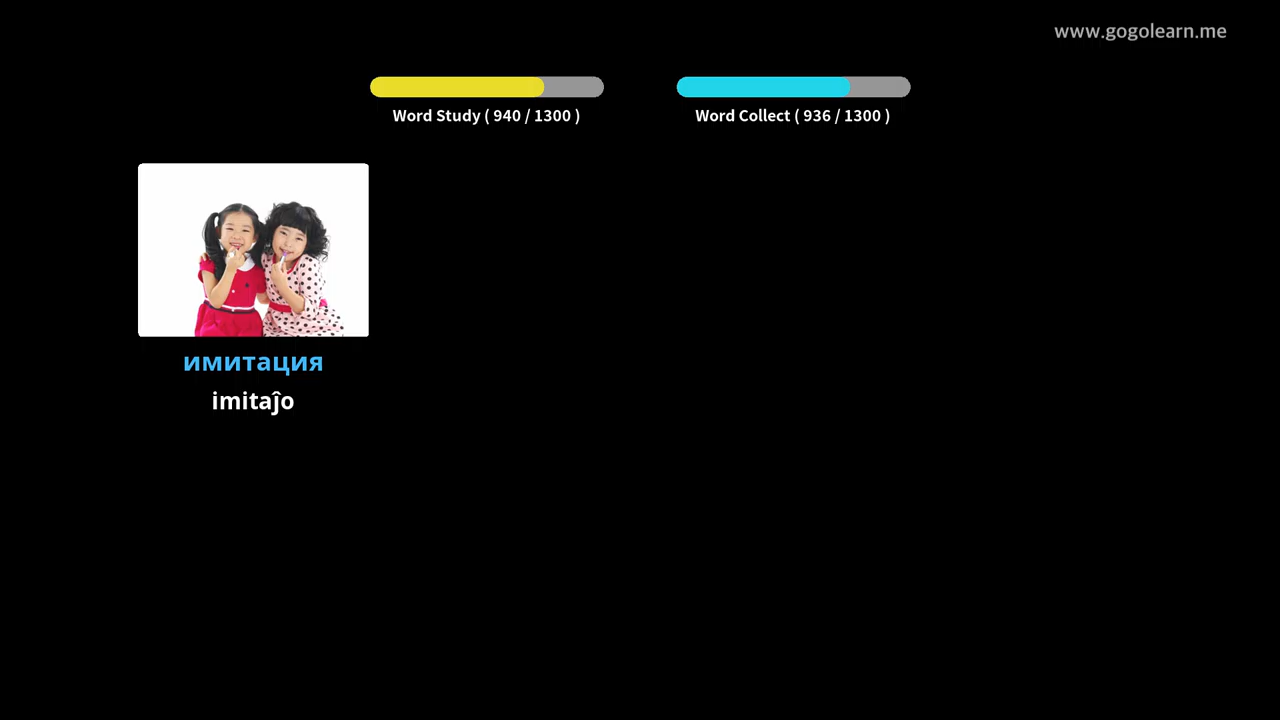 www.gogolearn.me
Word Study ( 940 / 1300 )
Word Collect ( 936 / 1300 )
имитация
imitaĵo